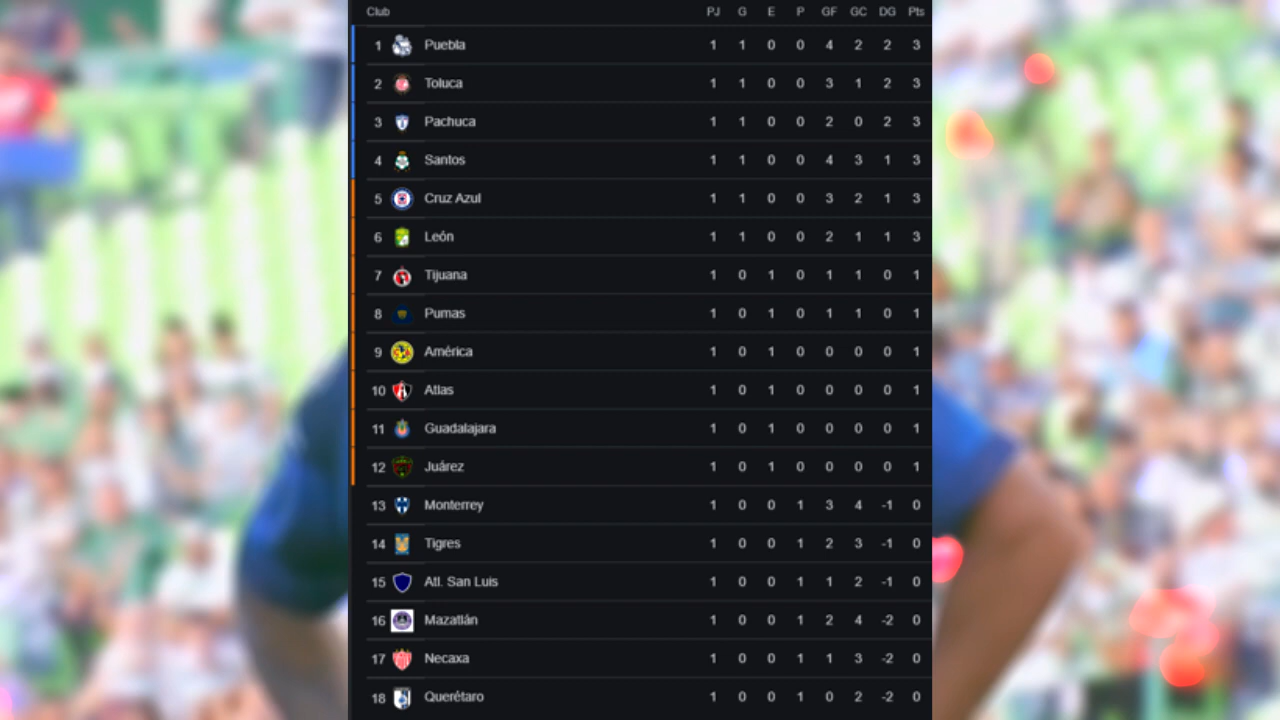 Club PJ G E P GF GC DG Pts
1 Puebla 1 1 0 0 4 2 2 3
2 Toluca 1 1 0 0 3 1 2 3
3 Pachuca 1 1 0 0 2 0 2 3
4 Santos 1 1 0 0 4 3 1 3
5 Cruz Azul 1 1 0 0 3 2 1 3
6 León 1 1 0 0 2 1 1 3
7 Tijuana 1 0 1 0 1 1 0 1
8 Pumas 1 0 1 0 1 1 0 1
9 América 1 0 1 0 0 0 0 1
10 Atlas 1 0 1 0 0 0 0 1
11 Guadalajara 1 0 1 0 0 0 0 1
12 Juárez 1 0 1 0 0 0 0 1
13 Monterrey 1 0 0 1 3 4 -1 0
14 Tigres 1 0 0 1 2 3 -1 0
15 Atl. San Luis 1 0 0 1 1 2 -1 0
16 Mazatlán 1 0 0 1 2 4 -2 0
17 Necaxa 1 0 0 1 1 3 -2 0
18 Querétaro 1 0 0 1 0 2 -2 0